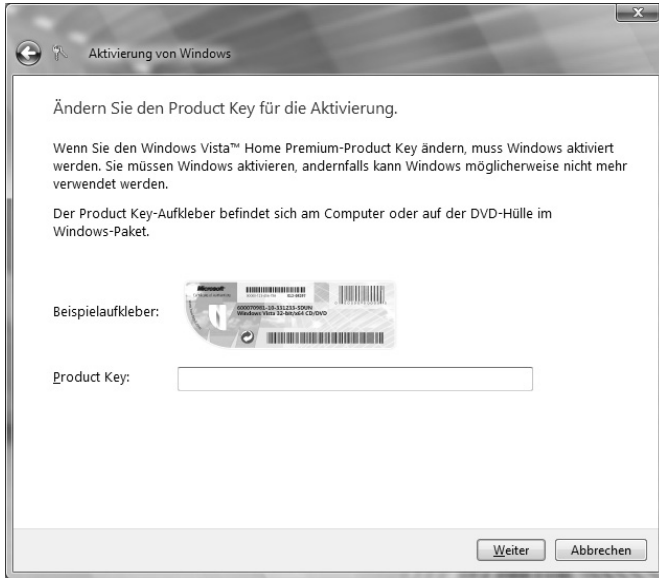 Aktivierung von Windows
Ändern Sie den Product Key für die Aktivierung.
Wenn Sie den Windows Vista™ Home Premium-Product Key ändern, muss Windows aktiviert
werden. Sie müssen Windows aktivieren, andernfalls kann Windows möglicherweise nicht mehr
verwendet werden.
Der Product Key-Aufkleber befindet sich am Computer oder auf der DVD-Hülle im
Windows-Paket.
Beispielaufkleber:
Microsoft
Windows Vista 32-bit/x64 CD/DVD
Product Key:
Weiter Abbrechen